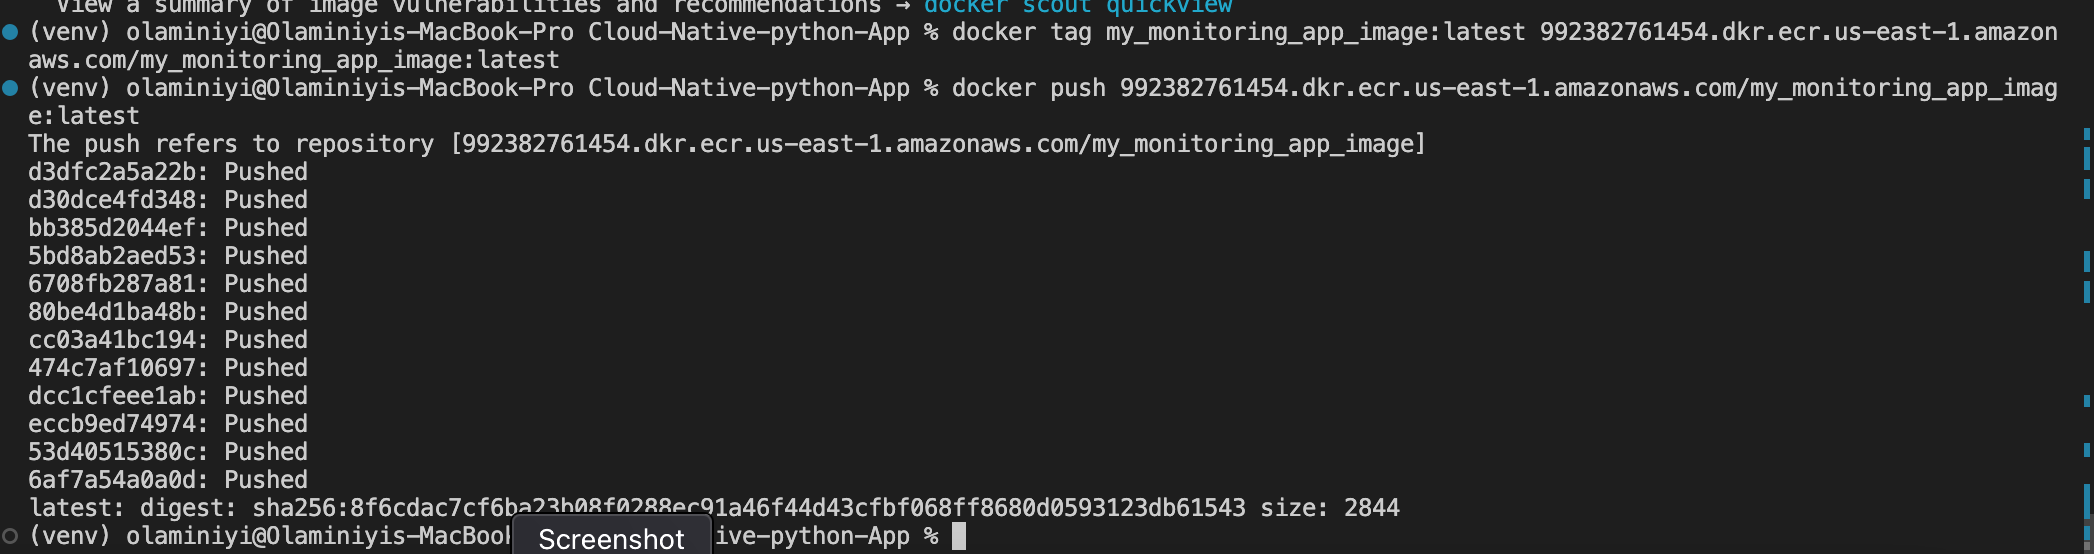 View a summary of image vulnerabilities and recommendations → docker scout quickview
(venv) olaminiyi@Olaminiyis-MacBook-Pro Cloud-Native-python-App % docker tag my_monitoring_app_image:latest 992382761454.dkr.ecr.us-east-1.amazon
aws.com/my_monitoring_app_image:latest
(venv) olaminiyi@Olaminiyis-MacBook-Pro Cloud-Native-python-App % docker push 992382761454.dkr.ecr.us-east-1.amazonaws.com/my_monitoring_app_imag
e:latest
The push refers to repository [992382761454.dkr.ecr.us-east-1.amazonaws.com/my_monitoring_app_image]
d3dfc2a5a22b: Pushed
d30dce4fd348: Pushed
bb385d2044ef: Pushed
5bd8ab2aed53: Pushed
6708fb287a81: Pushed
80be4d1ba48b: Pushed
cc03a41bc194: Pushed
474c7af10697: Pushed
dcc1cfeee1ab: Pushed
eccb9ed74974: Pushed
53d40515380c: Pushed
6af7a54a0a0d: Pushed
latest: digest: sha256:8f6cdac7cf6ba23b08f0288ec91a46f44d43cfbf068ff8680d0593123db61543 size: 2844
(venv) olaminiyi@Olaminiyis-MacBook ive-python-App %
Screenshot